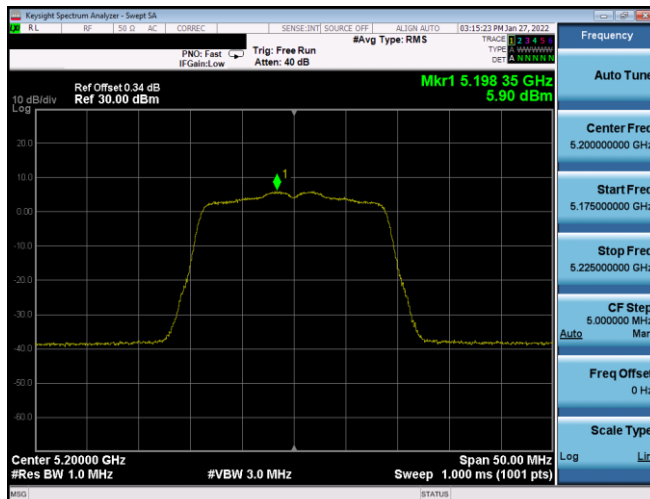 Keysight Spectrum Analyzer - Swept SA
RL RF 50 Ω AC CORREC SENSE:INT SOURCE OFF ALIGN AUTO 03:15:23 PM Jan 27, 2022
#Avg Type: RMS
TRACE 1 2 3 4 5 6
PNO: Fast Trig: Free Run
TYPE A WWWWW
IFGain:Low Atten: 40 dB
DET A N N N N N
Mkr1 5.198 35 GHz
5.90 dBm
Ref Offset 0.34 dB
10 dB/div Ref 30.00 dBm
Log
20.0
10.0
0.00
-10.0
-20.0
-30.0
-40.0
-50.0
-60.0
1
Center 5.20000 GHz Span 50.00 MHz
#Res BW 1.0 MHz #VBW 3.0 MHz Sweep 1.000 ms (1001 pts)
MSG STATUS
Frequency
Auto Tune
Center Freq
5.200000000 GHz
Start Freq
5.175000000 GHz
Stop Freq
5.225000000 GHz
CF Step
5.000000 MHz
Auto Man
Freq Offset
0 Hz
Scale Type
Log Lin